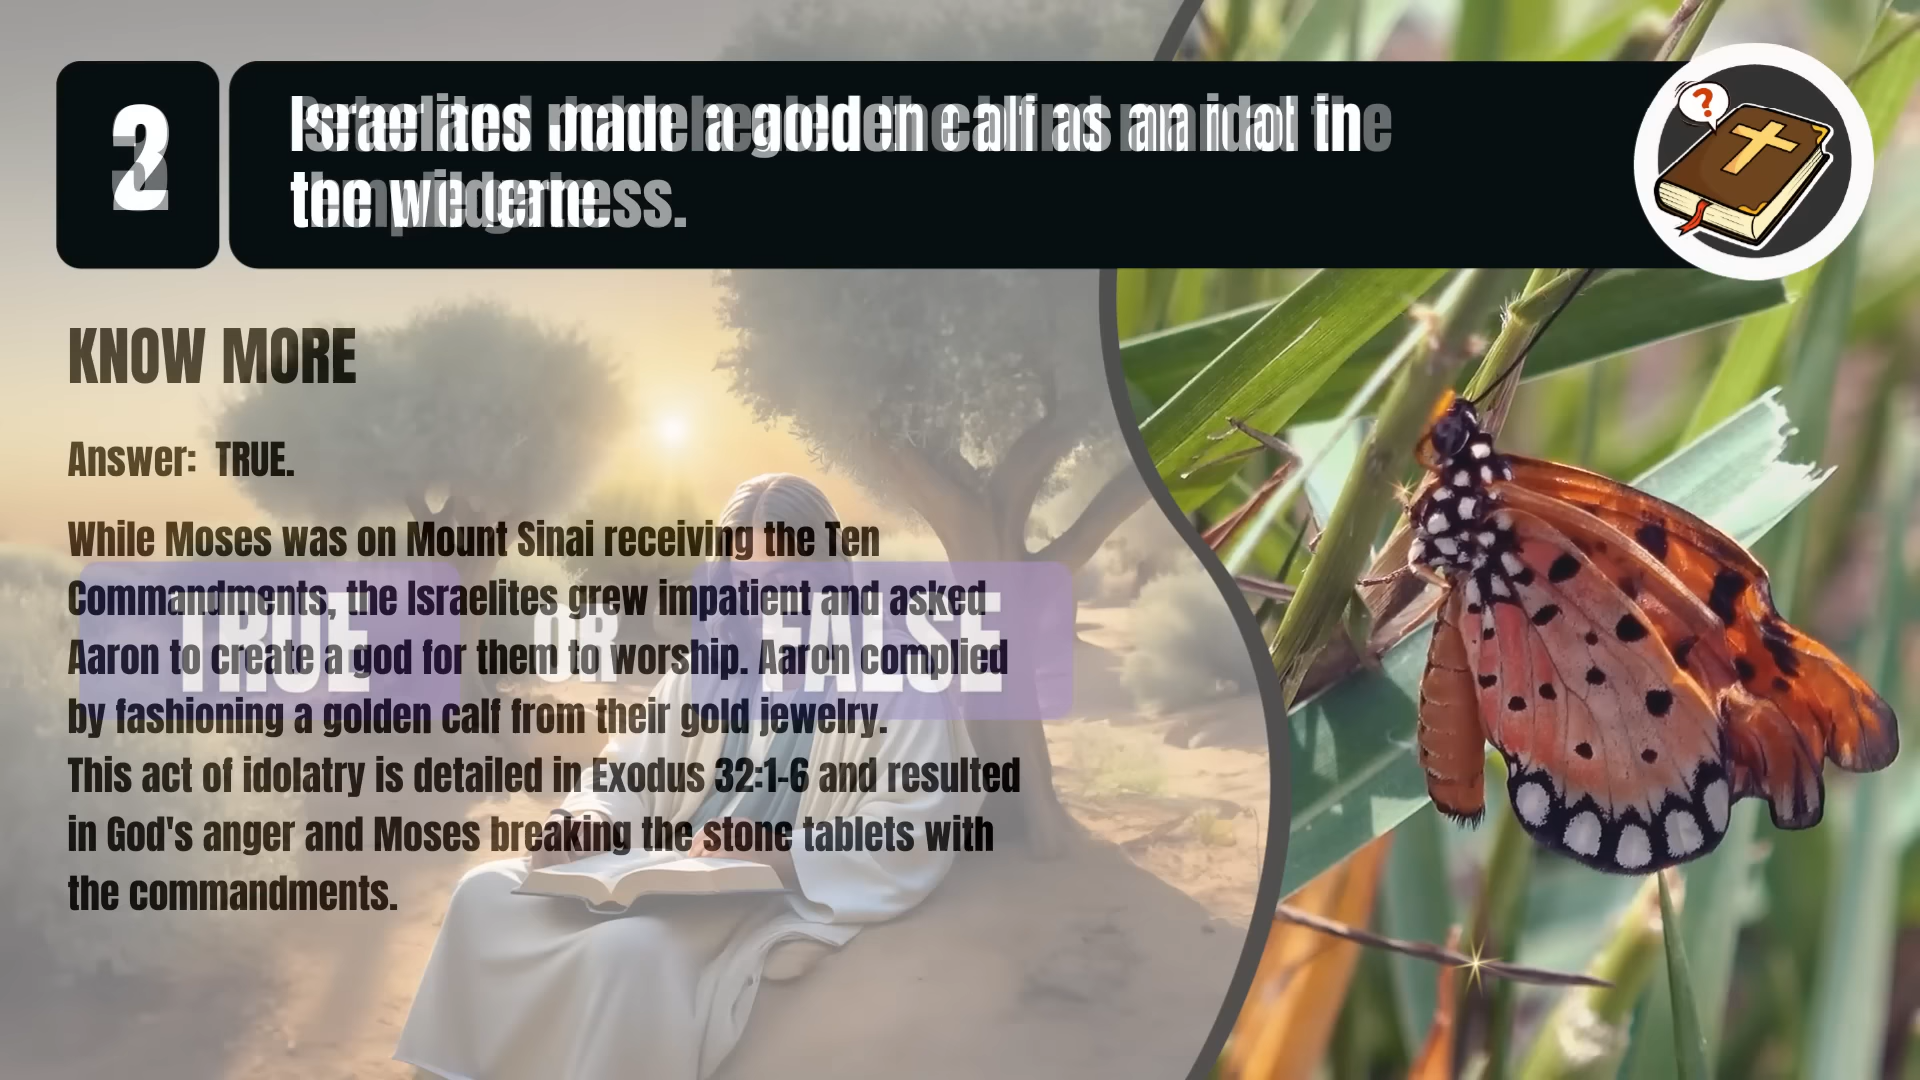 2
Israelites made a golden calf as an idol in
the wilderness.
KNOW MORE
Answer: TRUE.
While Moses was on Mount Sinai receiving the Ten
Commandments, the Israelites grew impatient and asked
Aaron to create a god for them to worship. Aaron complied
by fashioning a golden calf from their gold jewelry.
This act of idolatry is detailed in Exodus 32:1-6 and resulted
in God's anger and Moses breaking the stone tablets with
the commandments.
TRUE OR FALSE
?